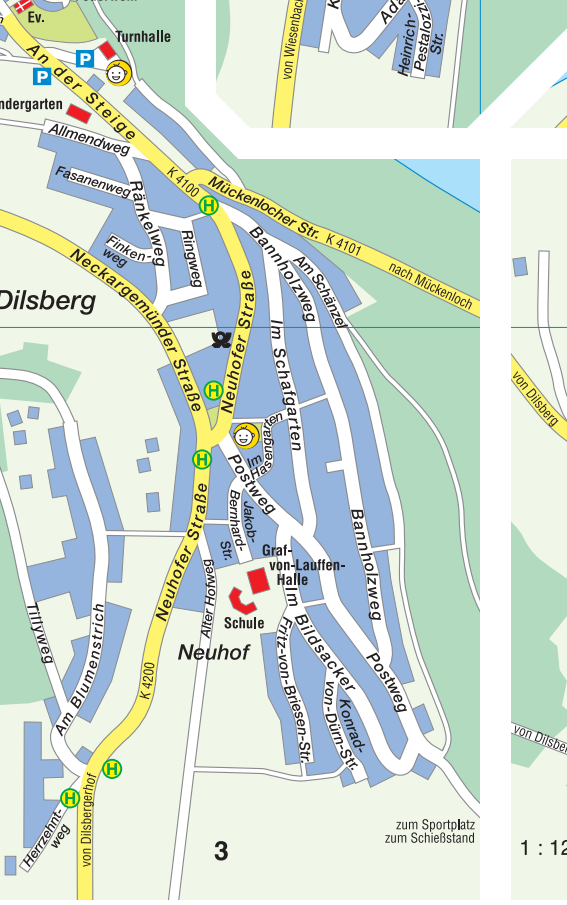 Ev.
Turnhalle
P
P
An der Steige
ndergarten
Allmendweg
Fasanenweg
Ränkelweg
Finken-
weg
Ringweg
K 4100
H
Mückenlocher Str.
K 4101
nach Mückenloch
Bannholzweg
Am Schänzel
Neckargemünder Straße
Dilsberg
Neuhofer Straße
Im Schafgarten
H
H
Im
Hasengarten
Postweg
Jakob-
Bernhard-
Str.
Graf-
von-Lauffen-
Halle
Schule
Bannholzweg
Neuhofer Straße
Alter Hofweg
Neuhof
Tillyweg
Am Blumenstrich
K 4200
Im Bildsacker
Fritz-von-Briesen-Str.
Konrad-
von-Dürn-Str.
Postweg
H
H
Herrzehnt-
weg
von Dilsbergerhof
3
zum Sportplatz
zum Schießstand
von Wiesenbach
Heinrich-
Str.
von Dilsberg
von Dilsbe
1 : 12